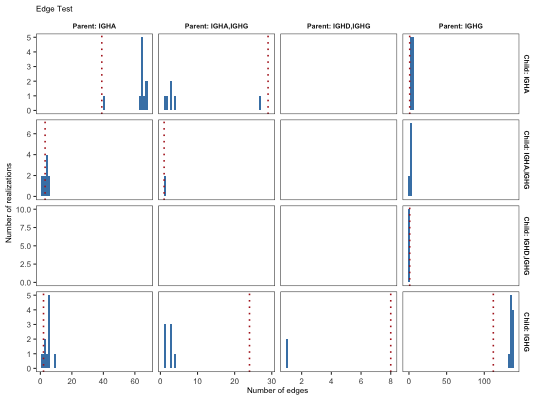 Edge Test
Parent: IGHA
Parent: IGHA,IGHG
Parent: IGHD,IGHG
Parent: IGHG
Number of realizations
5
4
3
2
1
0
Child: IGHA
6
4
2
0
Child: IGHA,IGHG
10.0
7.5
5.0
2.5
0.0
Child: IGHD,IGHG
5
4
3
2
1
0
Child: IGHG
0 20 40 60
0 10 20 30
2 4 6 8
0 50 100
Number of edges